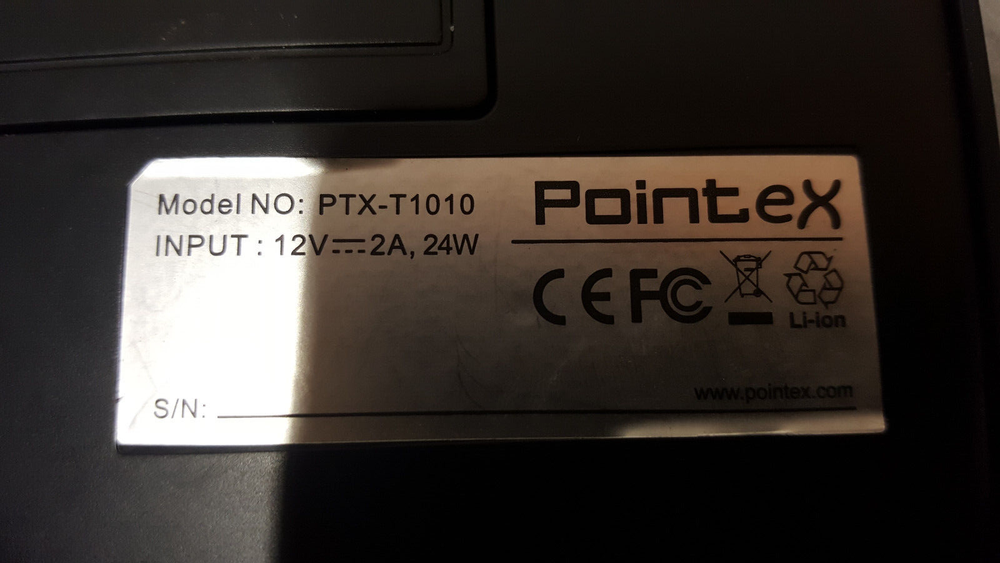 Model NO: PTX-T1010
INPUT : 12V⎓2A, 24W
PointeX
CE FC
Li-ion
www.pointex.com
S/N: